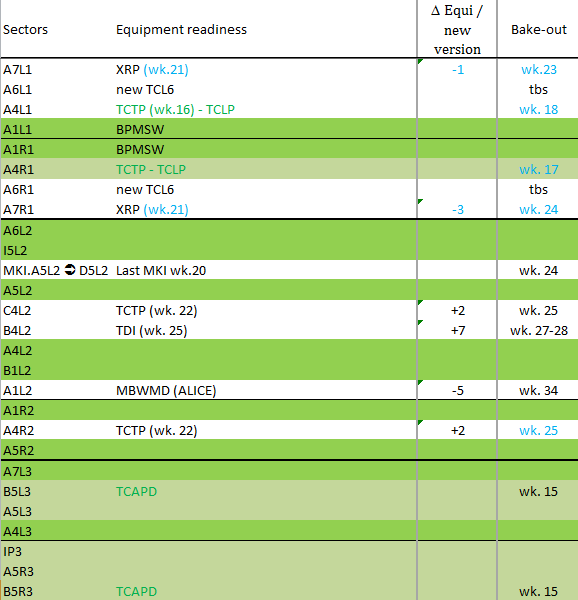 Sectors Equipment readiness Δ Equi / new version Bake-out
A7L1 XRP (wk.21) -1 wk.23
A6L1 new TCL6 tbs
A4L1 TCTP (wk.16) - TCLP wk. 18
A1L1 BPMSW
A1R1 BPMSW
A4R1 TCTP - TCLP wk. 17
A6R1 new TCL6 tbs
A7R1 XRP (wk.21) -3 wk. 24
A6L2
I5L2
MKI.A5L2 ⮊ D5L2 Last MKI wk.20 wk. 24
A5L2
C4L2 TCTP (wk. 22) +2 wk. 25
B4L2 TDI (wk. 25) +7 wk. 27-28
A4L2
B1L2
A1L2 MBWMD (ALICE) -5 wk. 34
A1R2
A4R2 TCTP (wk. 22) +2 wk. 25
A5R2
A7L3
B5L3 TCAPD wk. 15
A5L3
A4L3
IP3
A5R3
B5R3 TCAPD wk. 15